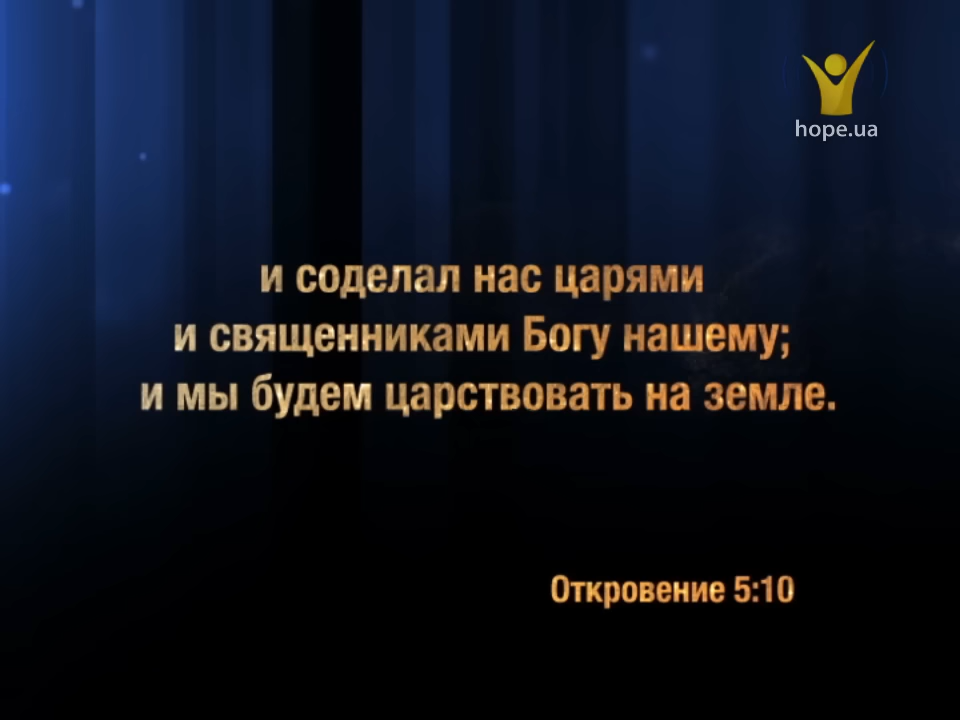 hope.ua
и соделал нас царями
и священниками Богу нашему;
и мы будем царствовать на земле.
Откровение 5:10